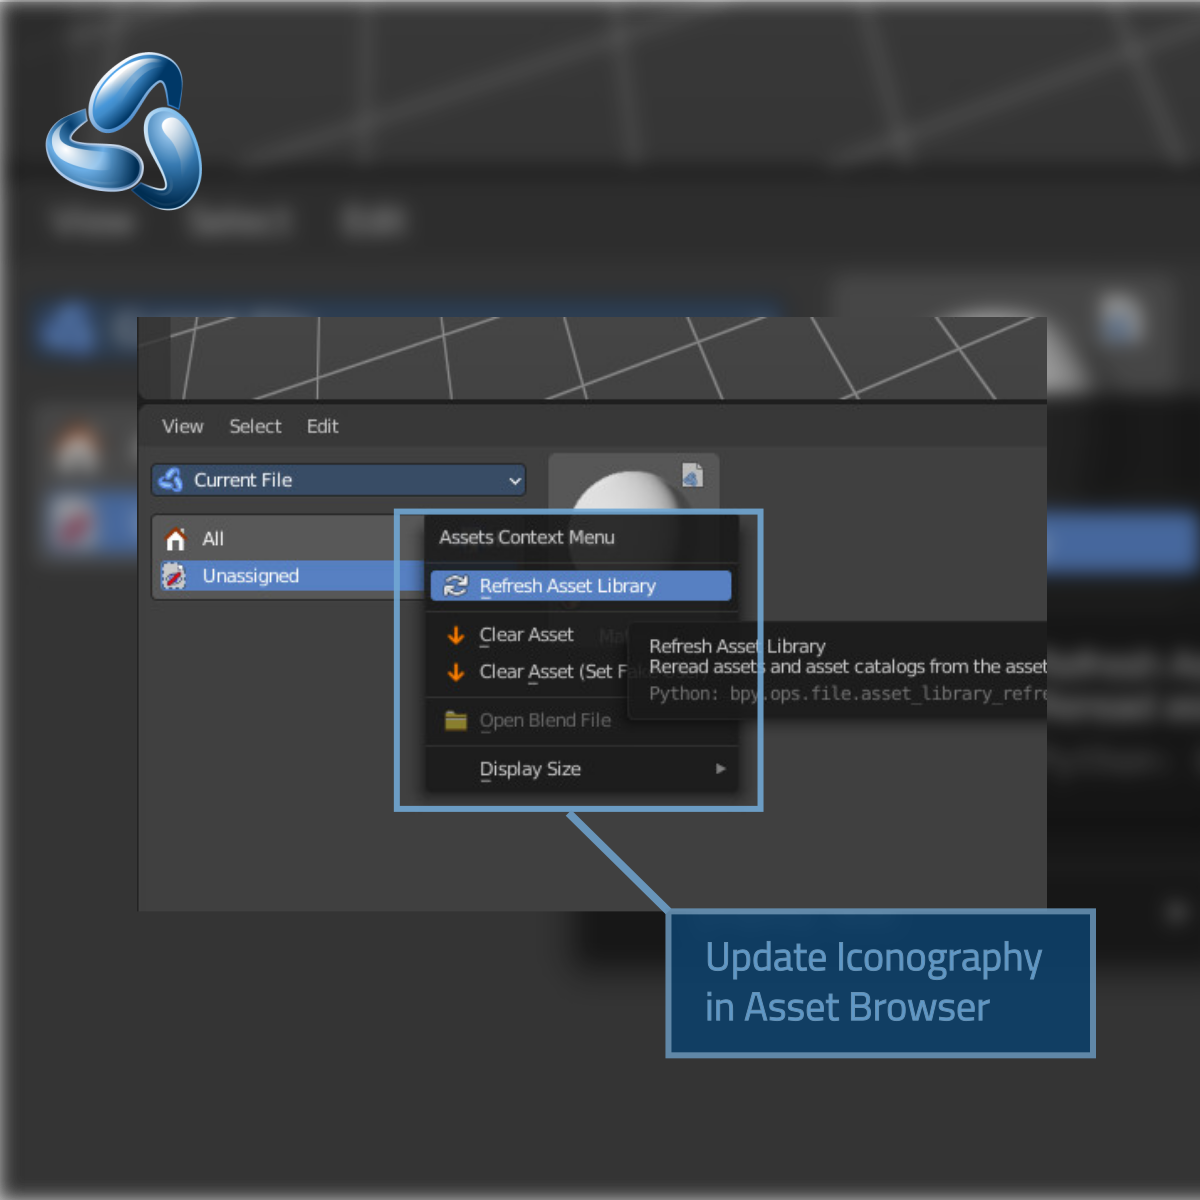 View Select Edit
Current File
All
Unassigned
Assets Context Menu
Refresh Asset Library
Clear Asset
Clear Asset (Set F
Open Blend File
Display Size
Refresh Asset Library
Reread assets and asset catalogs from the asset
Python: bpy.ops.file.asset_library_refre
Update Iconography
in Asset Browser